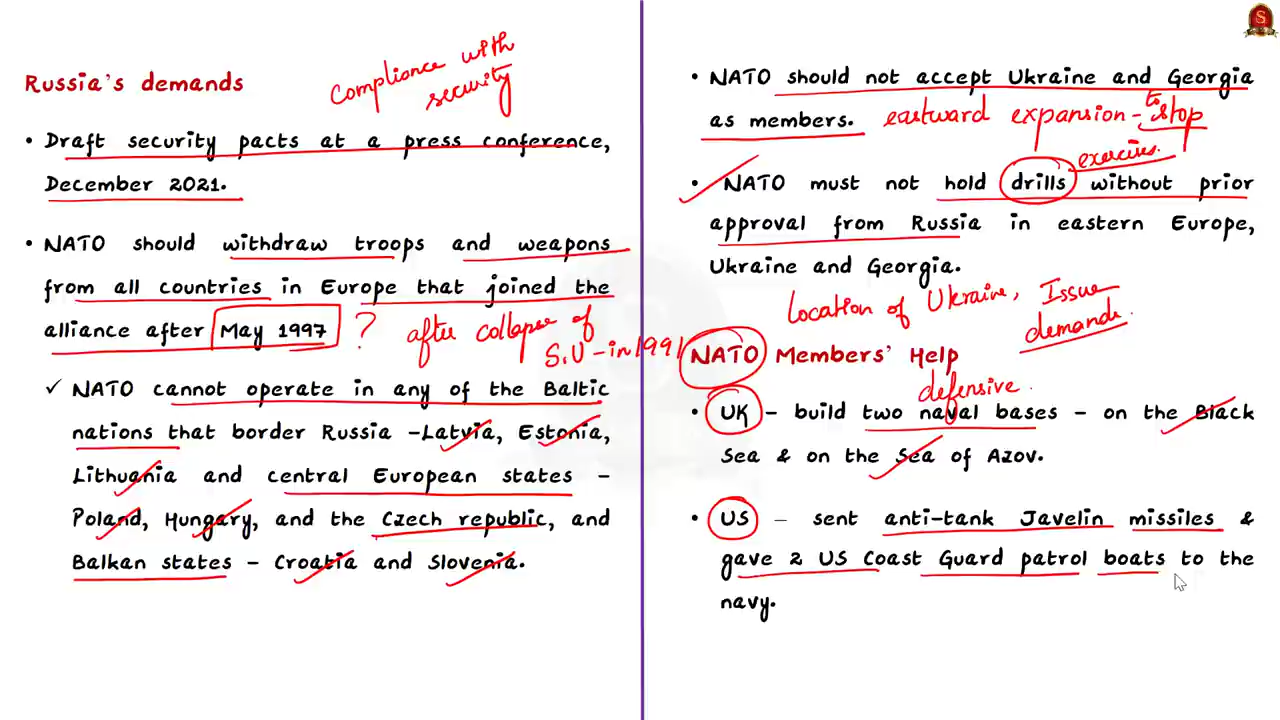 Russia's demands
compliance with
security
• Draft security pacts at a press conference,
December 2021.
• NATO should withdraw troops and weapons
from all countries in Europe that joined the
alliance after May 1997 ? after collapse of
S.U - in 1991
✓ NATO cannot operate in any of the Baltic
nations that border Russia -Latvia, Estonia,
Lithuania and central European states -
Poland, Hungary, and the Czech republic, and
Balkan states - Croatia and Slovenia.
• NATO should not accept Ukraine and Georgia
as members. eastward expansion - to stop
exercises.
• NATO must not hold drills without prior
approval from Russia in eastern Europe,
Ukraine and Georgia.
location of Ukraine, Issue
demands.
NATO Members' Help
defensive.
• UK - build two naval bases - on the Black
Sea & on the Sea of Azov.
• US - sent anti-tank Javelin missiles &
gave 2 US Coast Guard patrol boats to the
navy.